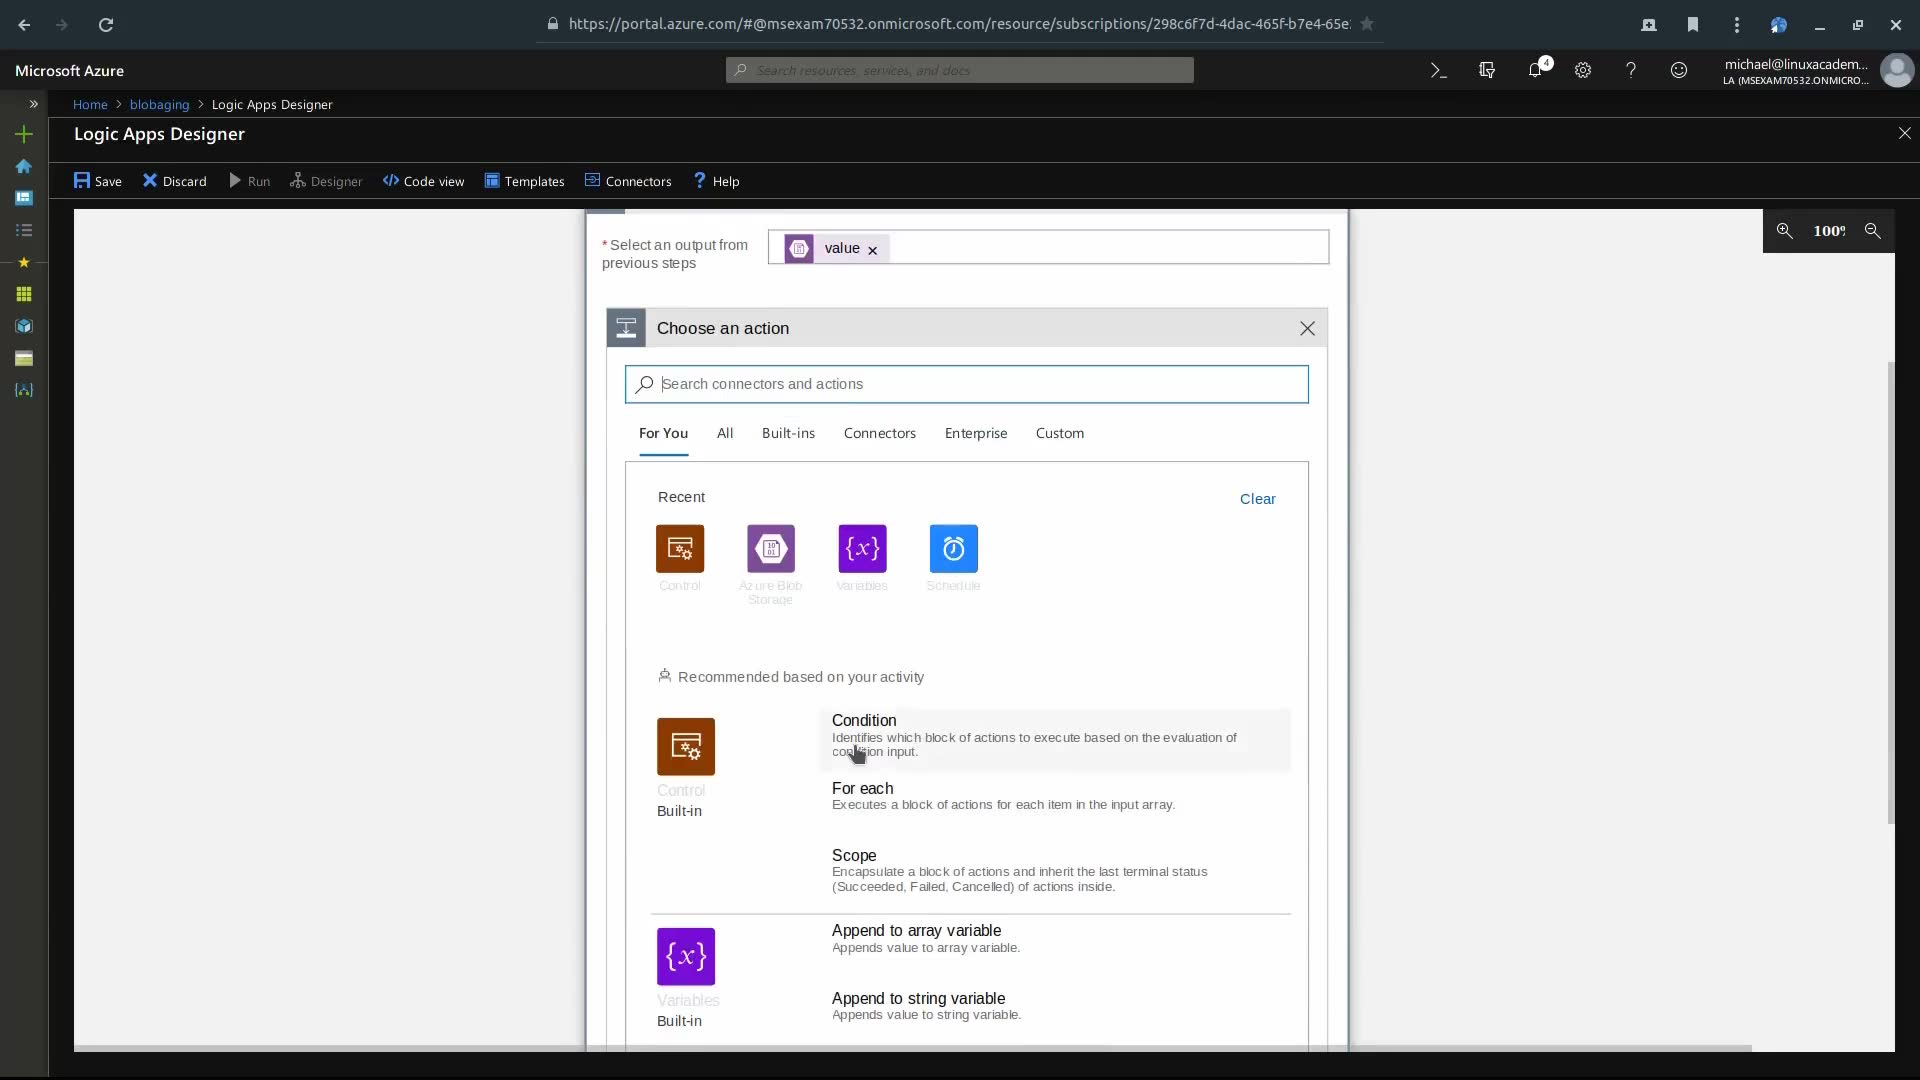 https://portal.azure.com/#@msexam70532.onmicrosoft.com/resource/subscriptions/298c6f7d-4dac-465f-b7e4-65e:
Microsoft Azure
Search resources, services, and docs
4
michael@linuxacadem...
LA (MSEXAM70532.ONMICRO...
Home > blobaging > Logic Apps Designer
Logic Apps Designer
Save Discard Run Designer Code view Templates Connectors Help
100%
* Select an output from
previous steps
value
Choose an action
Search connectors and actions
For You All Built-ins Connectors Enterprise Custom
Recent
Clear
Control Azure Blob Storage Variables Schedule
Recommended based on your activity
Control
Built-in
Condition
Identifies which block of actions to execute based on the evaluation of
condition input.
For each
Executes a block of actions for each item in the input array.
Scope
Encapsulate a block of actions and inherit the last terminal status
(Succeeded, Failed, Cancelled) of actions inside.
Variables
Built-in
Append to array variable
Appends value to array variable.
Append to string variable
Appends value to string variable.